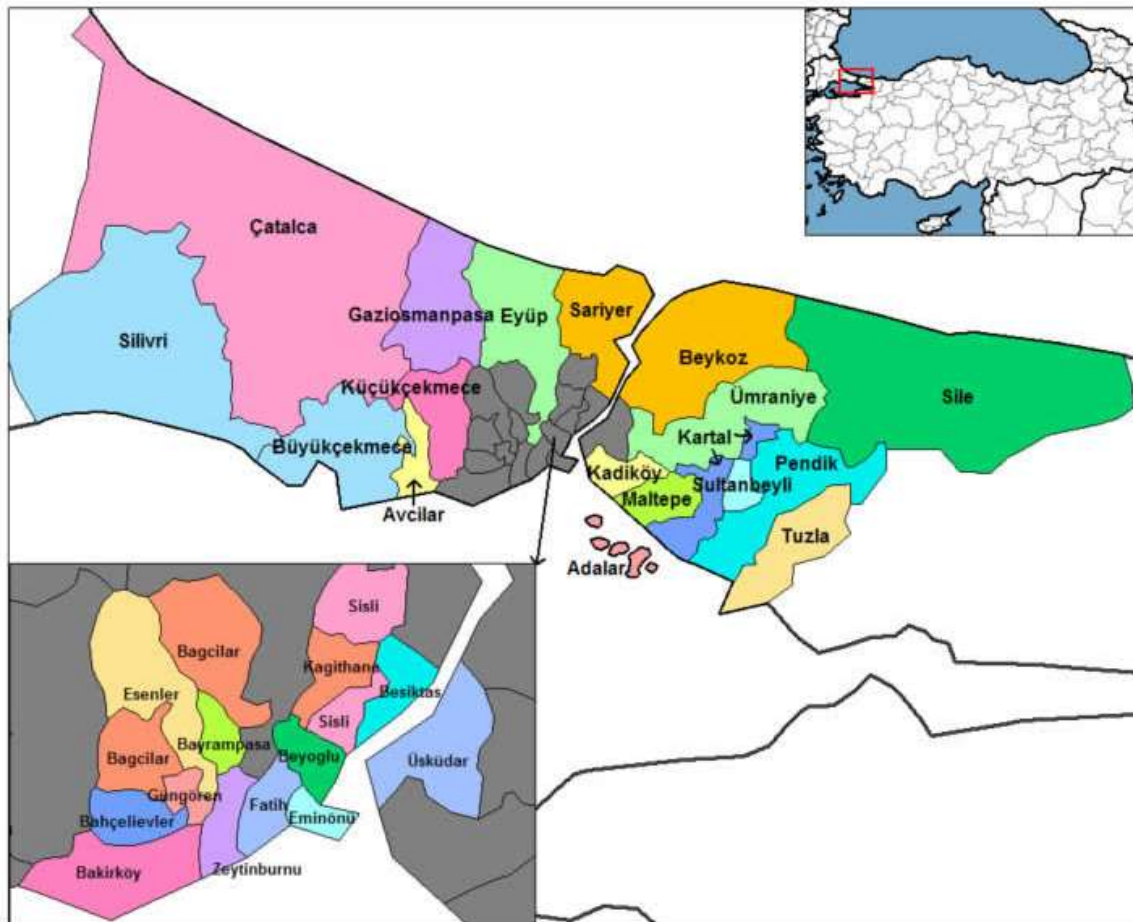 Çatalca
Silivri
Gaziosmanpasa
Eyüp
Sariyer
Beykoz
Sile
Küçükçekmece
Ümraniye
Büyükçekmece
Kartal
Kadiköy
Sultanbeyli
Pendik
Maltepe
Avcilar
Tuzla
Adalar
Sisli
Bagcilar
Kagithane
Besiktas
Esenler
Sisli
Bayrampasa
Beyoglu
Bagcilar
Üsküdar
Güngören
Fatih
Eminönü
Bahçelievler
Zeytinburnu
Bakirköy